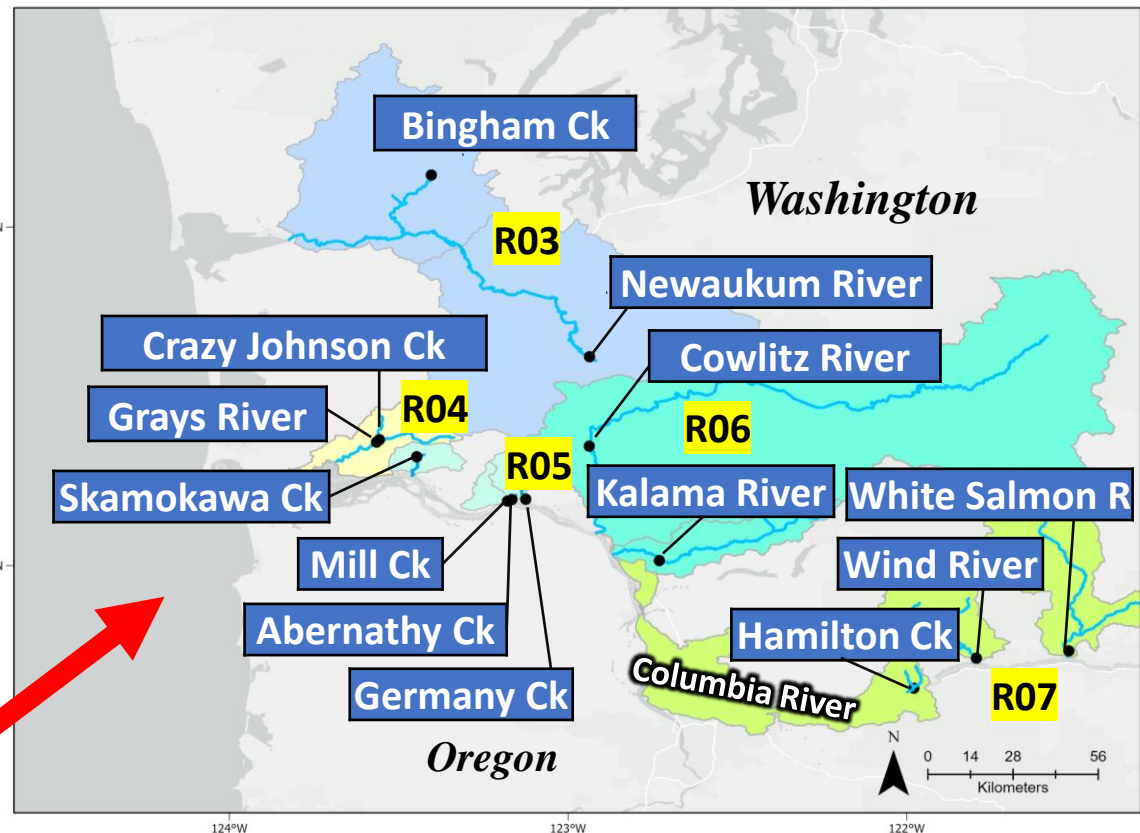 Bingham Ck
Washington
R03
Newaukum River
Crazy Johnson Ck
Cowlitz River
Grays River
R04
R06
R05
Skamokawa Ck
Kalama River
White Salmon R
Mill Ck
Wind River
Abernathy Ck
Hamilton Ck
Germany Ck
Columbia River
R07
Oregon
N
0 14 28 56
Kilometers
124°W 123°W 122°W